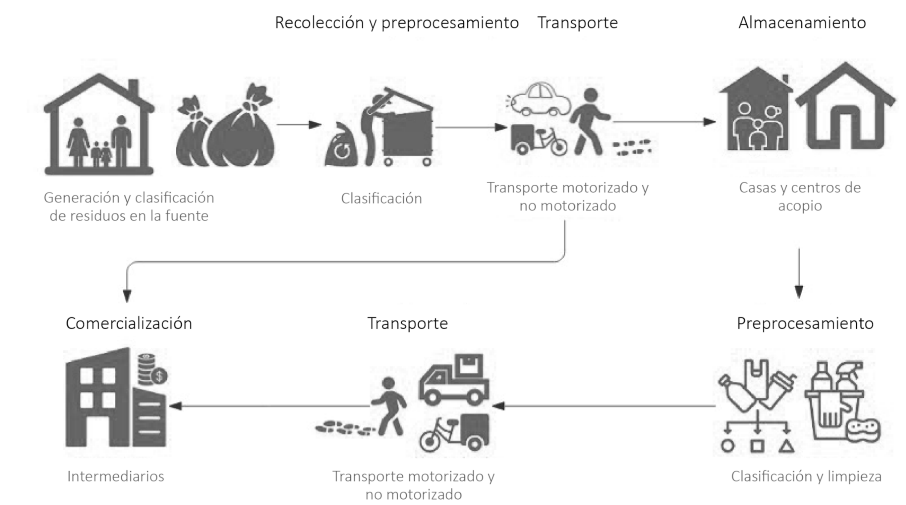 Recolección y preprocesamiento
Transporte
Almacenamiento
Generación y clasificación
de residuos en la fuente
Clasificación
Transporte motorizado y
no motorizado
Casas y centros de
acopio
Comercialización
Transporte
Preprocesamiento
$
Intermediarios
Transporte motorizado y
no motorizado
Clasificación y limpieza